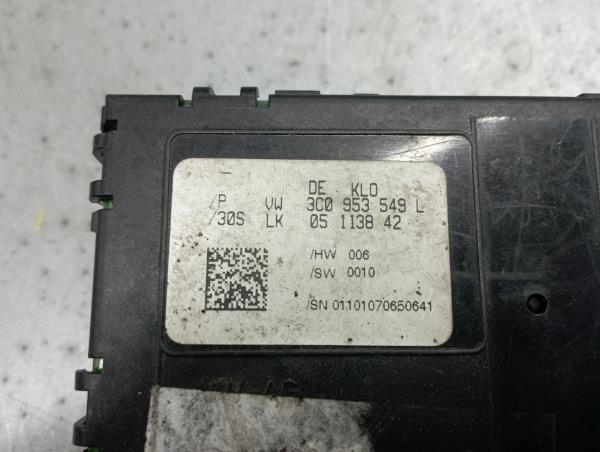 DE KLO
/P VW 3C0 953 549 L
/30S LK 05 1138 42
/HW 006
/SW 0010
/SN 01101070650641